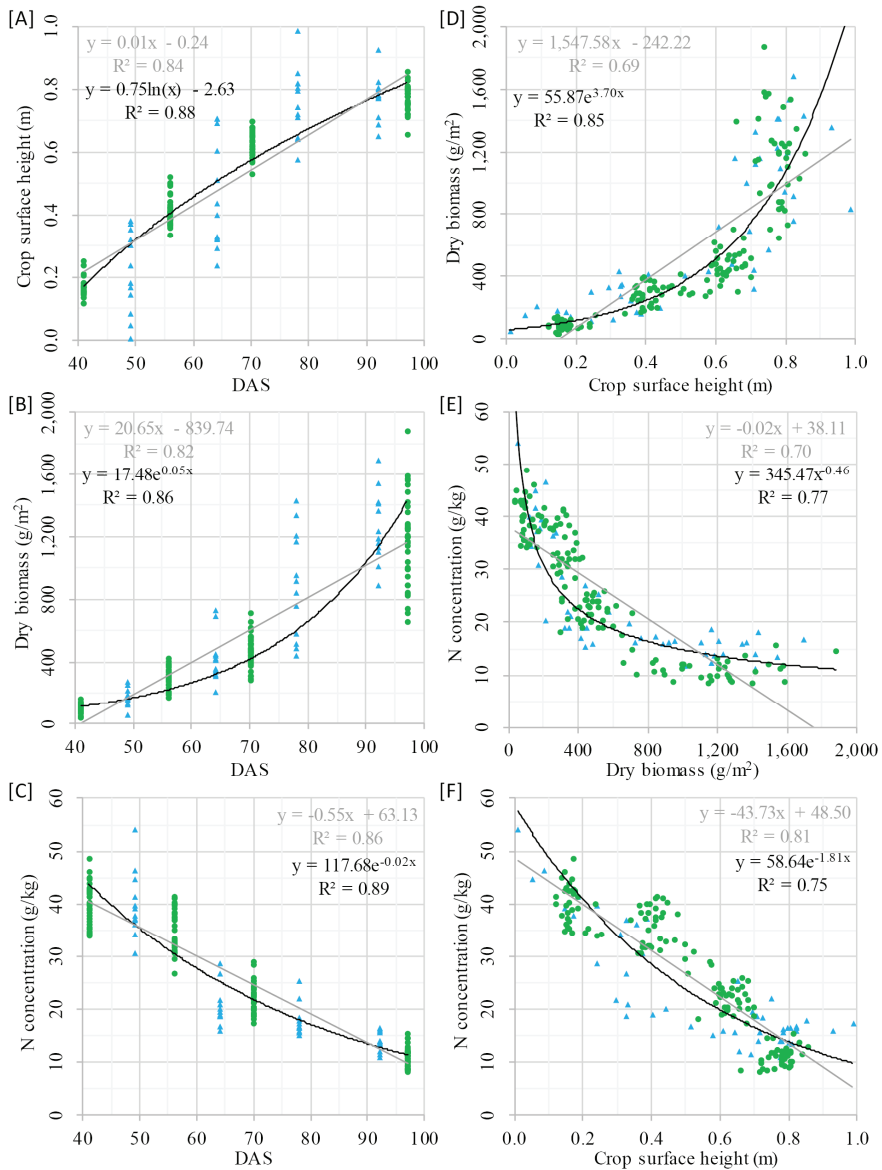 [A]
y = 0.01x - 0.24
R² = 0.84
y = 0.75ln(x) - 2.63
R² = 0.88
Crop surface height (m)
0.0 0.2 0.4 0.6 0.8 1.0
40 50 60 70 80 90 100
DAS
[D]
y = 1,547.58x - 242.22
R² = 0.69
y = 55.87e^3.70x
R² = 0.85
Dry biomass (g/m²)
0 400 800 1,200 1,600 2,000
0.0 0.2 0.4 0.6 0.8 1.0
Crop surface height (m)
[B]
y = 20.65x - 839.74
R² = 0.82
y = 17.48e^0.05x
R² = 0.86
Dry biomass (g/m²)
0 400 800 1,200 1,600 2,000
40 50 60 70 80 90 100
DAS
[E]
y = -0.02x + 38.11
R² = 0.70
y = 345.47x^-0.46
R² = 0.77
N concentration (g/kg)
0 10 20 30 40 50 60
0 400 800 1,200 1,600 2,000
Dry biomass (g/m²)
[C]
y = -0.55x + 63.13
R² = 0.86
y = 117.68e^-0.02x
R² = 0.89
N concentration (g/kg)
0 10 20 30 40 50 60
40 50 60 70 80 90 100
DAS
[F]
y = -43.73x + 48.50
R² = 0.81
y = 58.64e^-1.81x
R² = 0.75
N concentration (g/kg)
0 10 20 30 40 50 60
0.0 0.2 0.4 0.6 0.8 1.0
Crop surface height (m)